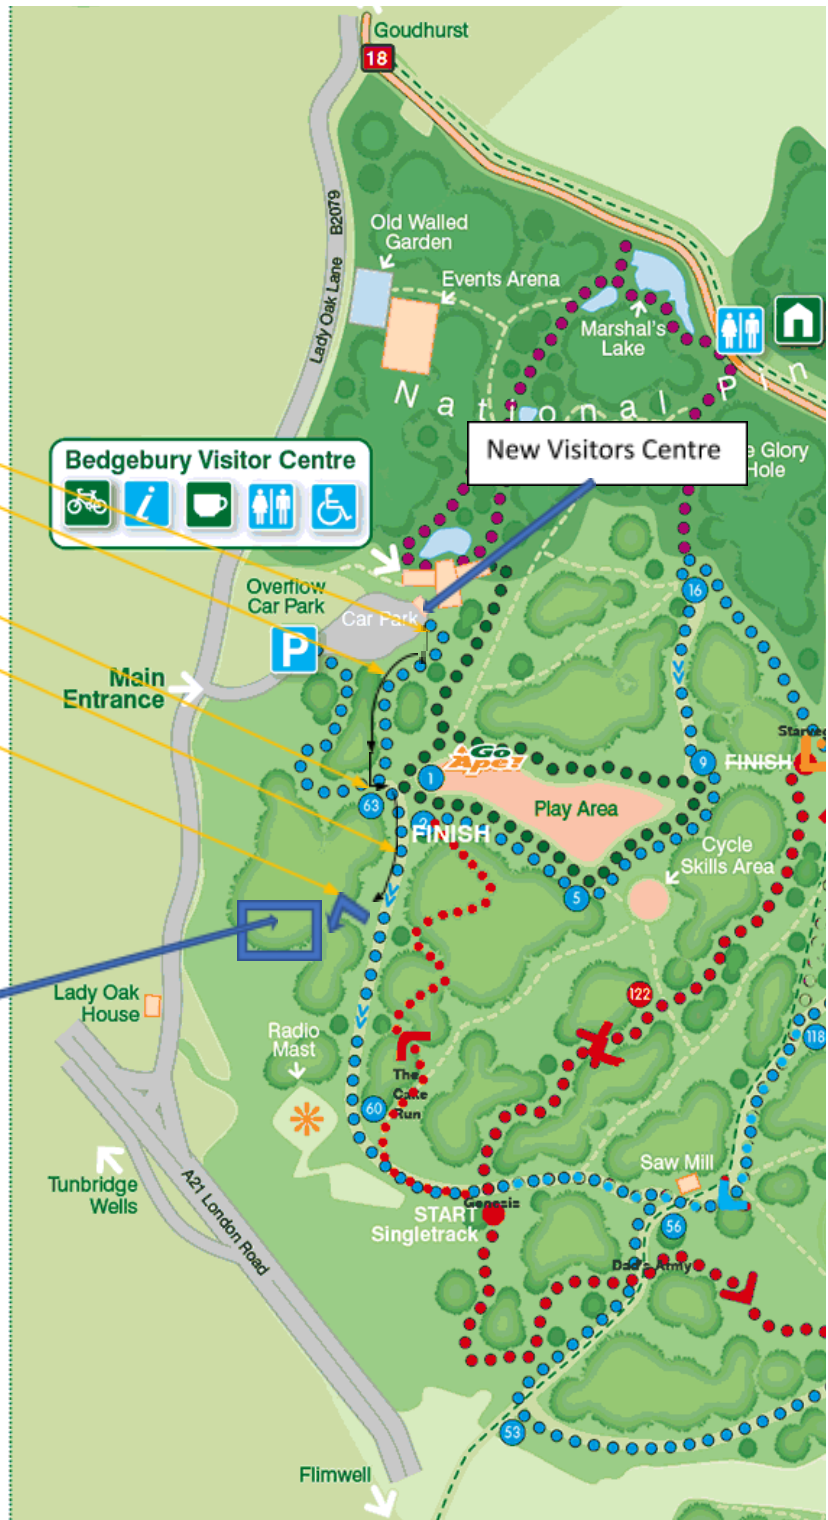 Goudhurst
18
Lady Oak Lane B2079
Old Walled
Garden
Events Arena
Marshal's
Lake
National Pin
New Visitors Centre
e Glory
Hole
Bedgebury Visitor Centre
i
Overflow
Car Park
Car Park
P
16
Main
Entrance
Starve
Go
Ape!
9
FINISH
1
Play Area
63
2
FINISH
Cycle
Skills Area
5
122
Lady Oak
House
Radio
Mast
118
The
Cake
Run
60
Saw Mill
Tunbridge
Wells
A21 London Road
Genesis
START
Singletrack
56
Dad's Army
53
Flimwell